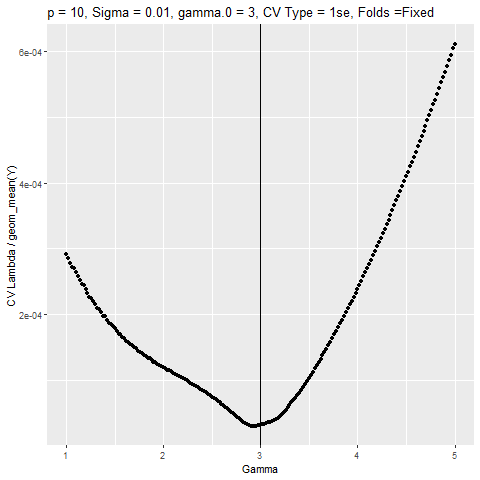 p = 10, Sigma = 0.01, gamma.0 = 3, CV Type = 1se, Folds =Fixed
6e-04
4e-04
2e-04
CV Lambda / geom_mean(Y)
1
2
3
4
5
Gamma